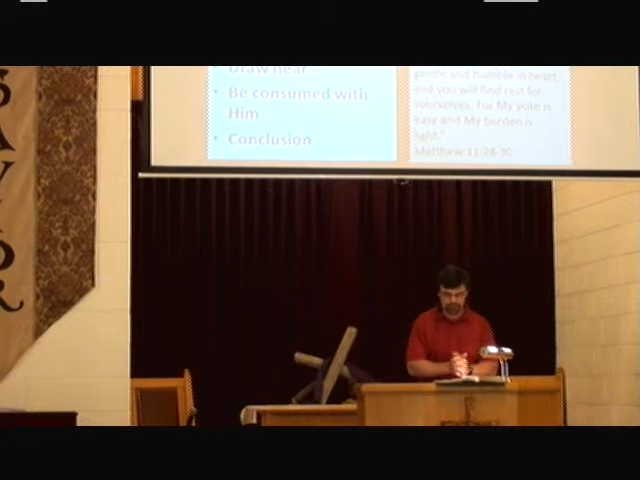 Draw near
• Be consumed with
Him
• Conclusion
gentle and humble in heart,
and you will find rest for
yourselves. For My yoke is
easy and My burden is
light."
Matthew 11:28-30